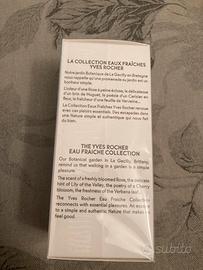 LA COLLECTION EAUX FRAÎCHES
YVES ROCHER
Notre jardin Botanique de La Gacilly en Bretagne
nous rappelle qu'une promenade au jardin est un
bonheur simple.
L'odeur d'une Rose à peine éclose, la délicatesse
d'un brin de Muguet, la poésie d'un Cerisier en
fleur, la fraîcheur d'une feuille de Verveine...
La Collection Eaux Fraîches Yves Rocher renoue
avec ces plaisirs essentiels. Des escapades dans
une Nature simple et authentique qui nous fait
du bien.
THE YVES ROCHER
EAU FRAICHE COLLECTION
Our Botanical garden in La Gacilly, Brittany,
remind us that walking in a garden is a simple
pleasure.
The scent of a freshly bloomed Rose, the delicate
hint of Lily of the Valley, the poetry of a Cherry
blossom, the freshness of the Verbena leaf.
The Yves Rocher Eau Fraiche Collection
reconnects with essential pleasures. An escape
to a simple and authentic Nature that makes us
feel good.
subito